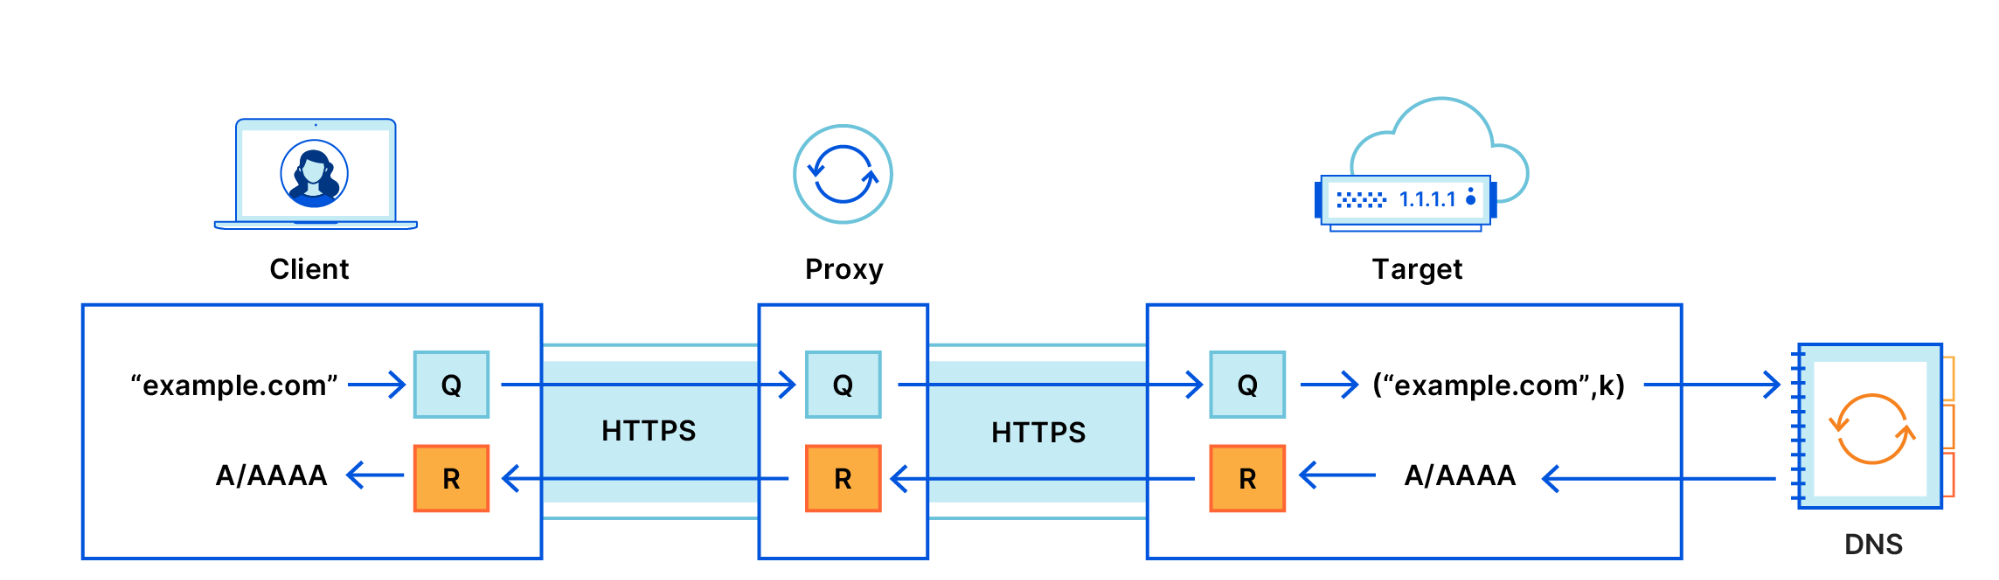 1.1.1.1
Client
Proxy
Target
“example.com”
Q
Q
Q
(“example.com”,k)
HTTPS
HTTPS
A/AAAA
R
R
R
A/AAAA
DNS